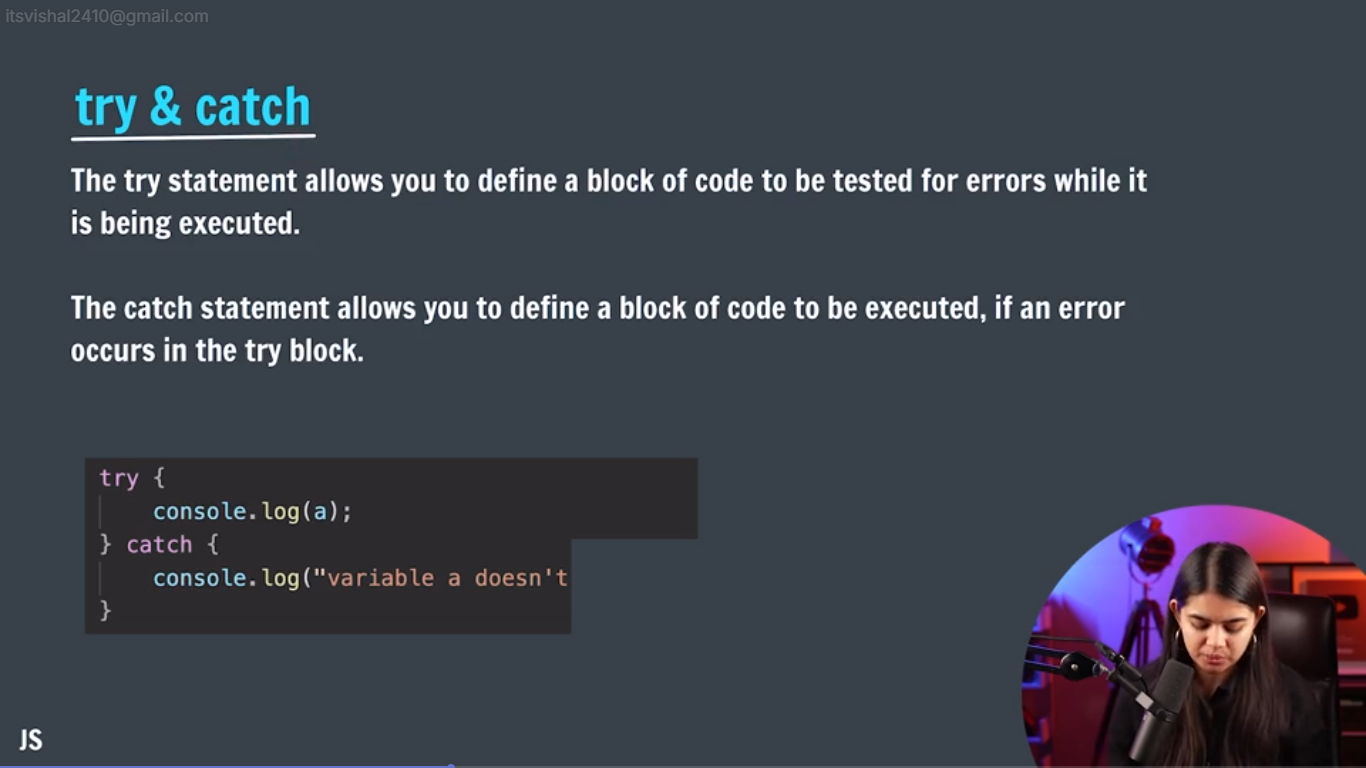 itsvishal2410@gmail.com
try & catch
The try statement allows you to define a block of code to be tested for errors while it
is being executed.
The catch statement allows you to define a block of code to be executed, if an error
occurs in the try block.
try {
console.log(a);
} catch {
console.log("variable a doesn't
}
JS